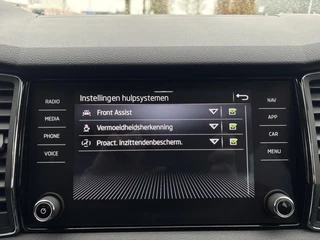 Instellingen hulpsystemen
RADIO
NAV
Front Assist
MEDIA
APP
Vermoeidheidsherkenning
PHONE
CAR
Proact. inzittendenbescherm.
VOICE
MENU